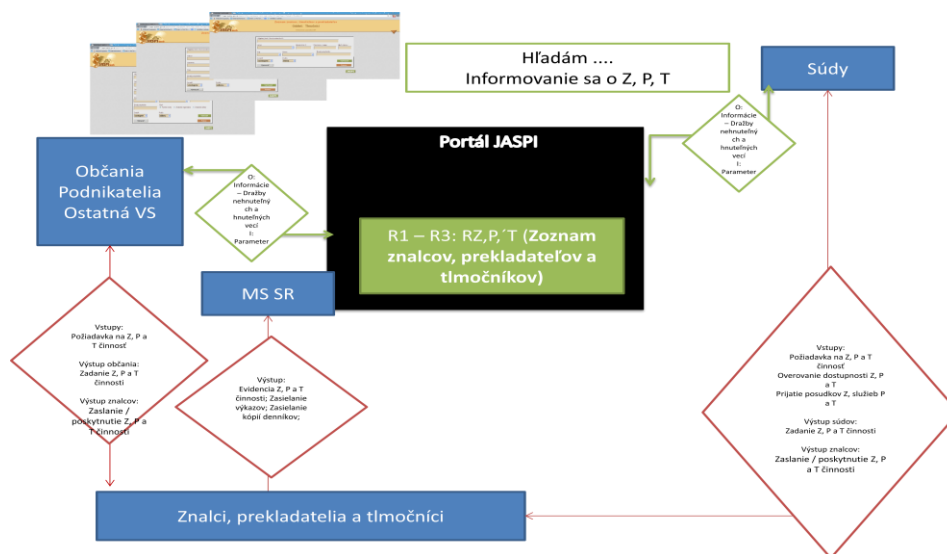 Hľadám ....
Informovanie sa o Z, P, T
Súdy
Občania
Podnikatelia
Ostatná VS
O:
Informácie
– Dražby
nehnuteľný
ch a
hnuteľných
vecí
I:
Parameter
Portál JASPI
R1 – R3: RZ,P,´T (Zoznam
znalcov, prekladateľov a
tlmočníkov)
O:
Informácie
– Dražby
nehnuteľný
ch a
hnuteľných
vecí
I:
Parameter
MS SR
Vstupy:
Požiadavka na Z, P a
T činnosť
Výstup občania:
Zadanie Z, P a T
činnosti
Výstup znalcov:
Zaslanie /
poskytnutie Z, P a
T činnosti
Výstup:
Evidencia Z, P a T
činnosti; Zasielanie
výkazov; Zasielanie
kópií denníkov;
Vstupy:
Požiadavka na Z, P a T
činnosť
Overovanie dostupnosti Z, P
a T
Prijatie posudkov Z, služieb P
a T
Výstup súdov:
Zadanie Z, P a T činnosti
Výstup znalcov:
Zaslanie / poskytnutie Z, P
a T činnosti
Znalci, prekladatelia a tlmočníci